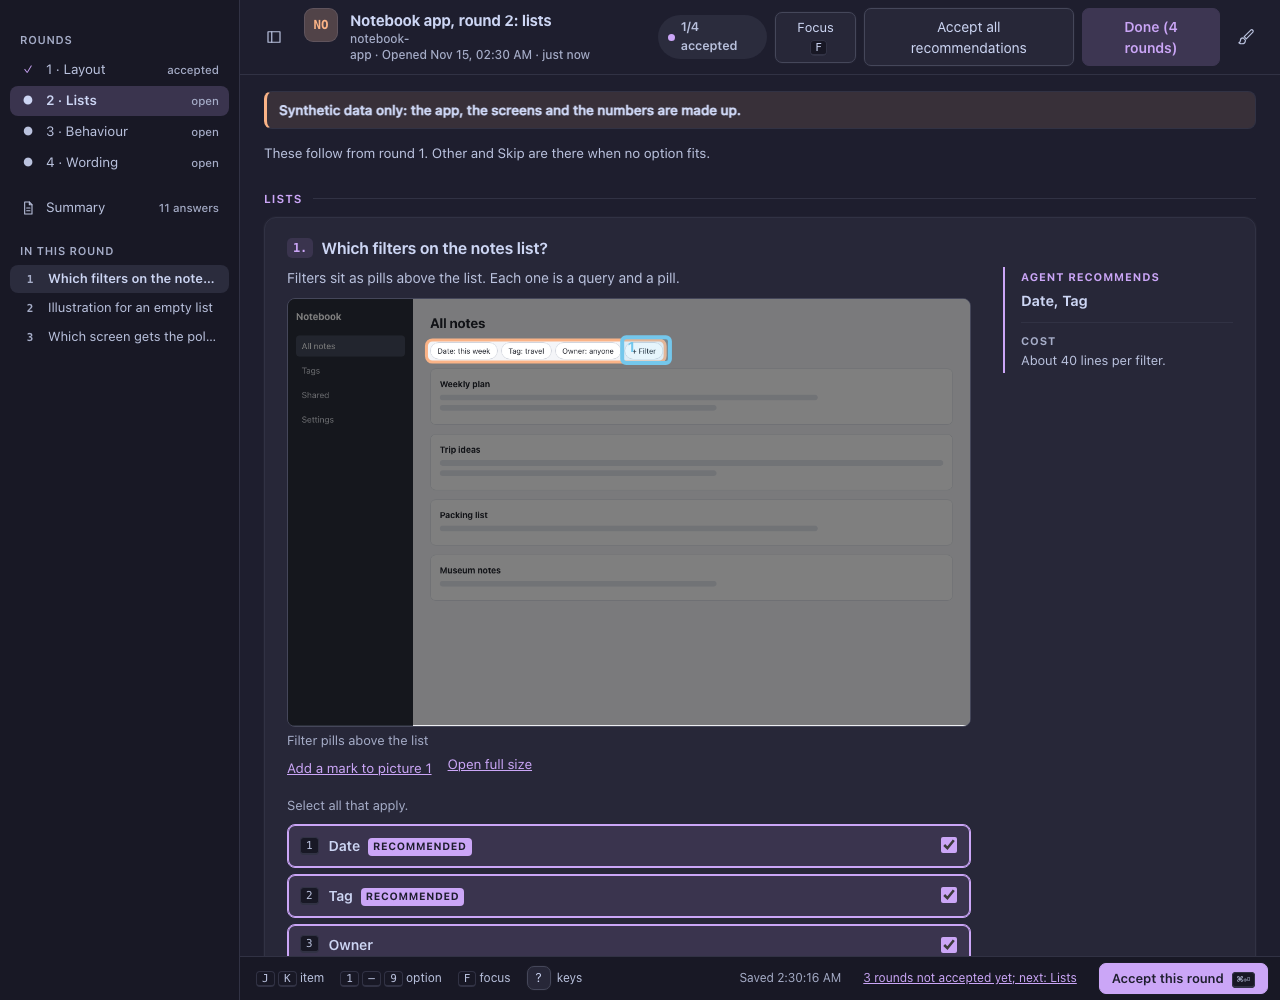 ROUNDS
1 · Layout accepted
2 · Lists open
3 · Behaviour open
4 · Wording open
Summary 11 answers
IN THIS ROUND
1 Which filters on the note...
2 Illustration for an empty list
3 Which screen gets the pol...
NO
Notebook app, round 2: lists
notebook-
app · Opened Nov 15, 02:30 AM · just now
1/4
accepted
Focus
F
Accept all
recommendations
Done (4
rounds)
Synthetic data only: the app, the screens and the numbers are made up.
These follow from round 1. Other and Skip are there when no option fits.
LISTS
1. Which filters on the notes list?
Filters sit as pills above the list. Each one is a query and a pill.
Notebook
All notes
Tags
Shared
Settings
All notes
Date: this week Tag: travel Owner: anyone + Filter
1
Weekly plan
Trip ideas
Packing list
Museum notes
Filter pills above the list
Add a mark to picture 1 Open full size
AGENT RECOMMENDS
Date, Tag
COST
About 40 lines per filter.
Select all that apply.
1 Date RECOMMENDED
2 Tag RECOMMENDED
3 Owner
J K item 1 – 9 option F focus ? keys
Saved 2:30:16 AM 3 rounds not accepted yet; next: Lists Accept this round ⌘⏎